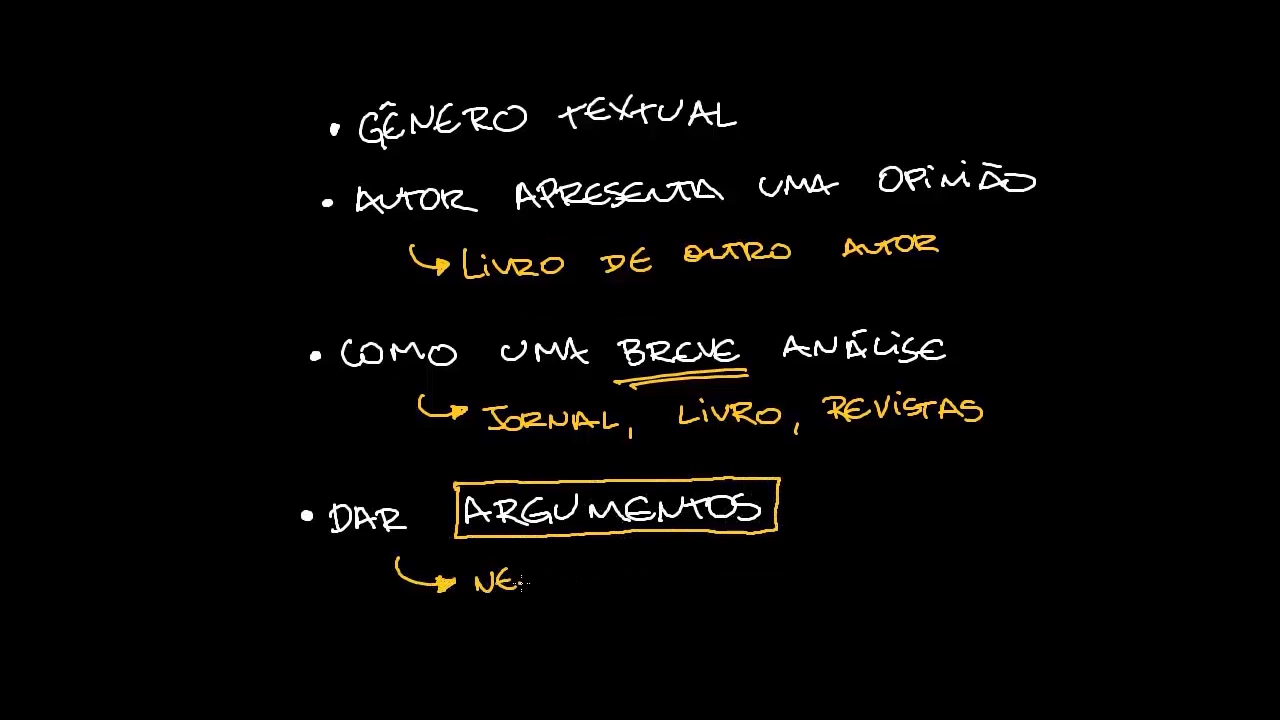 • GÊNERO TEXTUAL
• AUTOR APRESENTA UMA OPINIÃO
LIVRO DE OUTRO AUTOR
• COMO UMA BREVE ANÁLISE
JORNAL, LIVRO, REVISTAS
• DAR ARGUMENTOS
NE